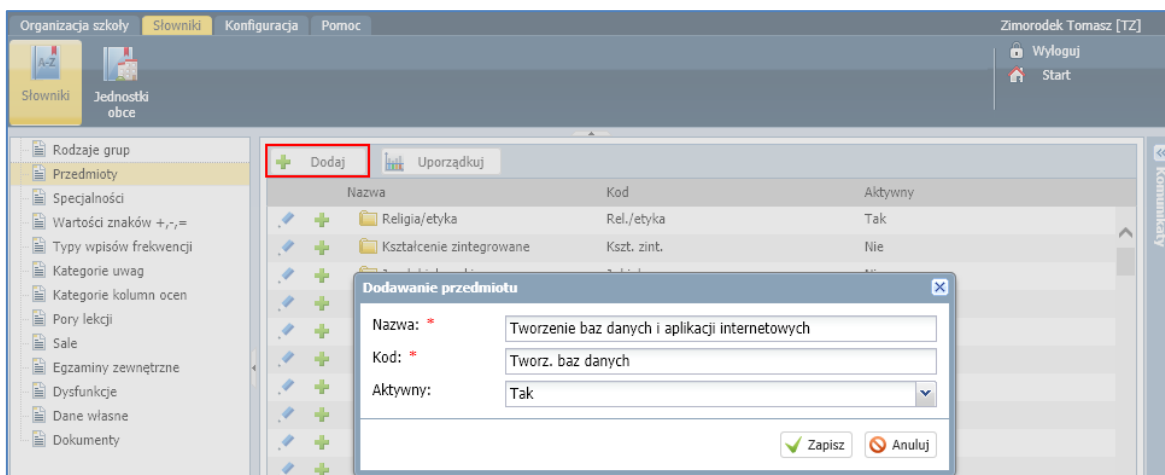 Organizacja szkoły Słowniki Konfiguracja Pomoc Zimorodek Tomasz [TZ]
A-Z
Słowniki
Jednostki
obce
Wyloguj
Start
Rodzaje grup
Przedmioty
Specjalności
Wartości znaków +,-,=
Typy wpisów frekwencji
Kategorie uwag
Kategorie kolumn ocen
Pory lekcji
Sale
Egzaminy zewnętrzne
Dysfunkcje
Dane własne
Dokumenty
Dodaj Uporządkuj
Nazwa Kod Aktywny
Religia/etyka Rel./etyka Tak
Kształcenie zintegrowane Kszt. zint. Nie
Dodawanie przedmiotu
Nazwa: * Tworzenie baz danych i aplikacji internetowych
Kod: * Tworz. baz danych
Aktywny: Tak
Zapisz Anuluj
Komunikaty